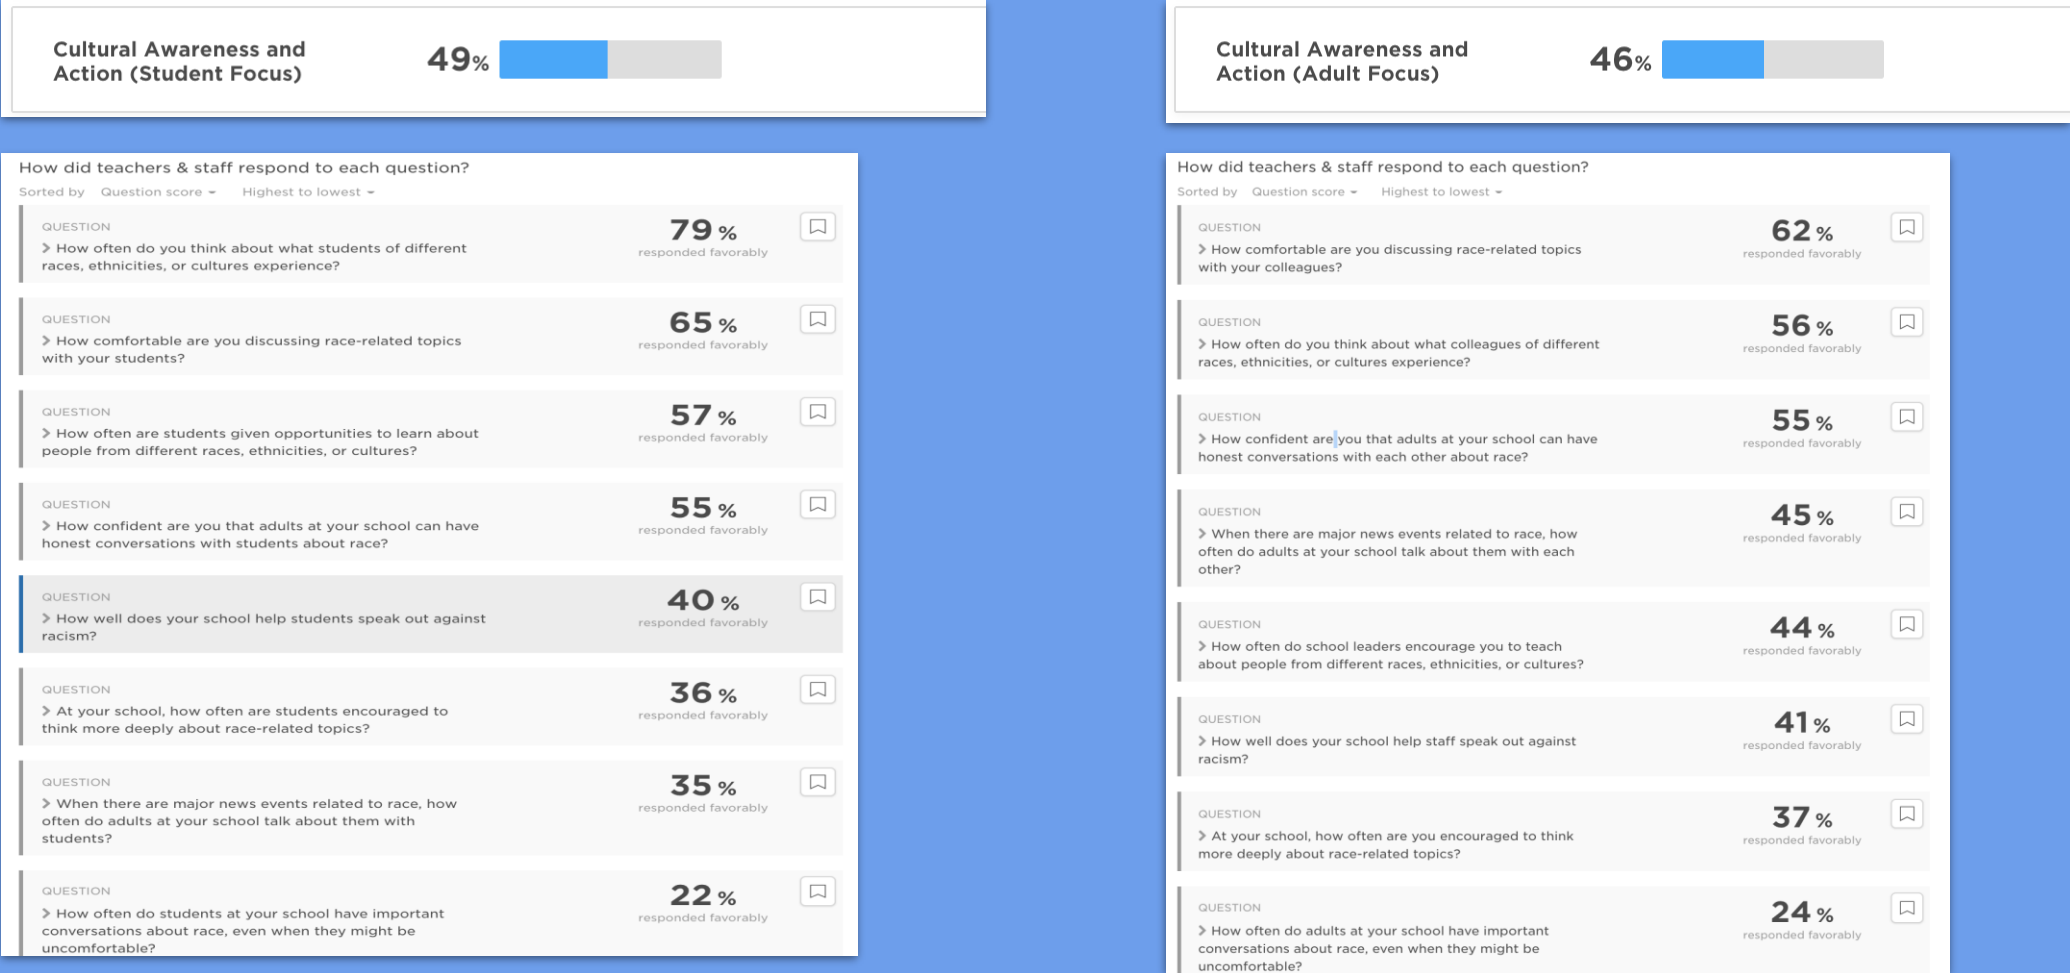 Cultural Awareness and
Action (Student Focus)
49%
How did teachers & staff respond to each question?
Sorted by Question score Highest to lowest
QUESTION
How often do you think about what students of different
races, ethnicities, or cultures experience?
79 %
responded favorably
QUESTION
How comfortable are you discussing race-related topics
with your students?
65 %
responded favorably
QUESTION
How often are students given opportunities to learn about
people from different races, ethnicities, or cultures?
57 %
responded favorably
QUESTION
How confident are you that adults at your school can have
honest conversations with students about race?
55 %
responded favorably
QUESTION
How well does your school help students speak out against
racism?
40 %
responded favorably
QUESTION
At your school, how often are students encouraged to
think more deeply about race-related topics?
36 %
responded favorably
QUESTION
When there are major news events related to race, how
often do adults at your school talk about them with
students?
35 %
responded favorably
QUESTION
How often do students at your school have important
conversations about race, even when they might be
uncomfortable?
22 %
responded favorably
Cultural Awareness and
Action (Adult Focus)
46%
How did teachers & staff respond to each question?
Sorted by Question score Highest to lowest
QUESTION
How comfortable are you discussing race-related topics
with your colleagues?
62 %
responded favorably
QUESTION
How often do you think about what colleagues of different
races, ethnicities, or cultures experience?
56 %
responded favorably
QUESTION
How confident are you that adults at your school can have
honest conversations with each other about race?
55 %
responded favorably
QUESTION
When there are major news events related to race, how
often do adults at your school talk about them with each
other?
45 %
responded favorably
QUESTION
How often do school leaders encourage you to teach
about people from different races, ethnicities, or cultures?
44 %
responded favorably
QUESTION
How well does your school help staff speak out against
racism?
41 %
responded favorably
QUESTION
At your school, how often are you encouraged to think
more deeply about race-related topics?
37 %
responded favorably
QUESTION
How often do adults at your school have important
conversations about race, even when they might be
uncomfortable?
24 %
responded favorably